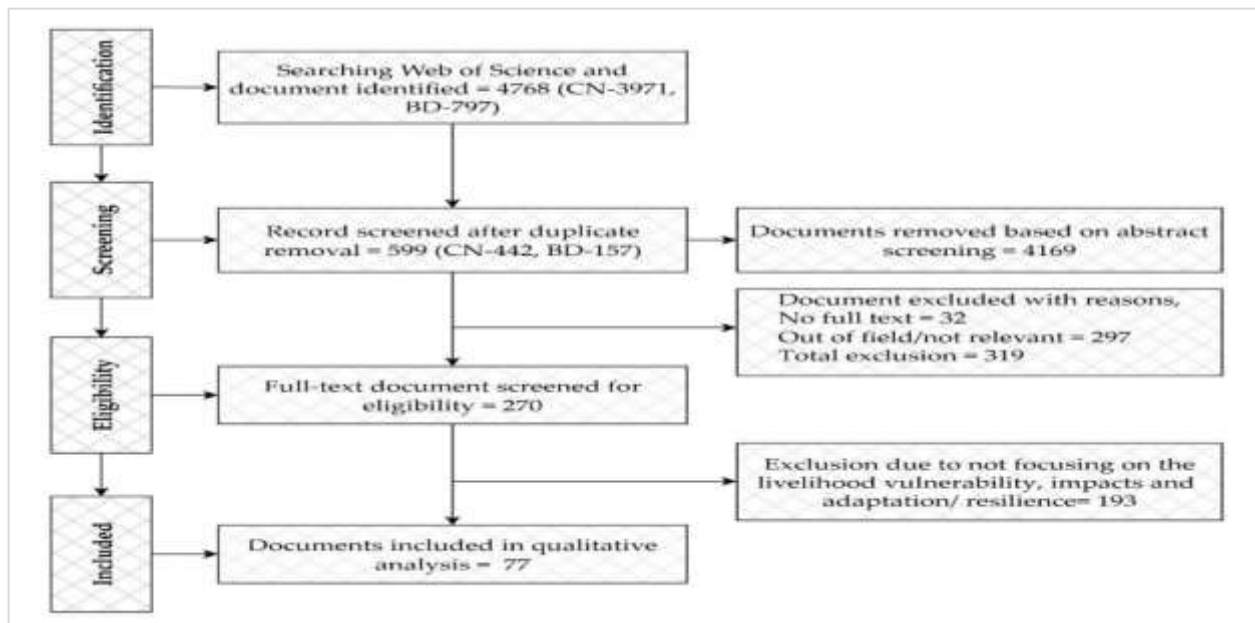 Identification
Searching Web of Science and
document identified = 4768 (CN-3971,
BD-797)
Screening
Record screened after duplicate
removal = 599 (CN-442, BD-157)
Documents removed based on abstract
screening = 4169
Document excluded with reasons,
No full text = 32
Out of field/not relevant = 297
Total exclusion = 319
Eligibility
Full-text document screened for
eligibility = 270
Exclusion due to not focusing on the
livelihood vulnerability, impacts and
adaptation/ resilience= 193
Included
Documents included in qualitative
analysis = 77